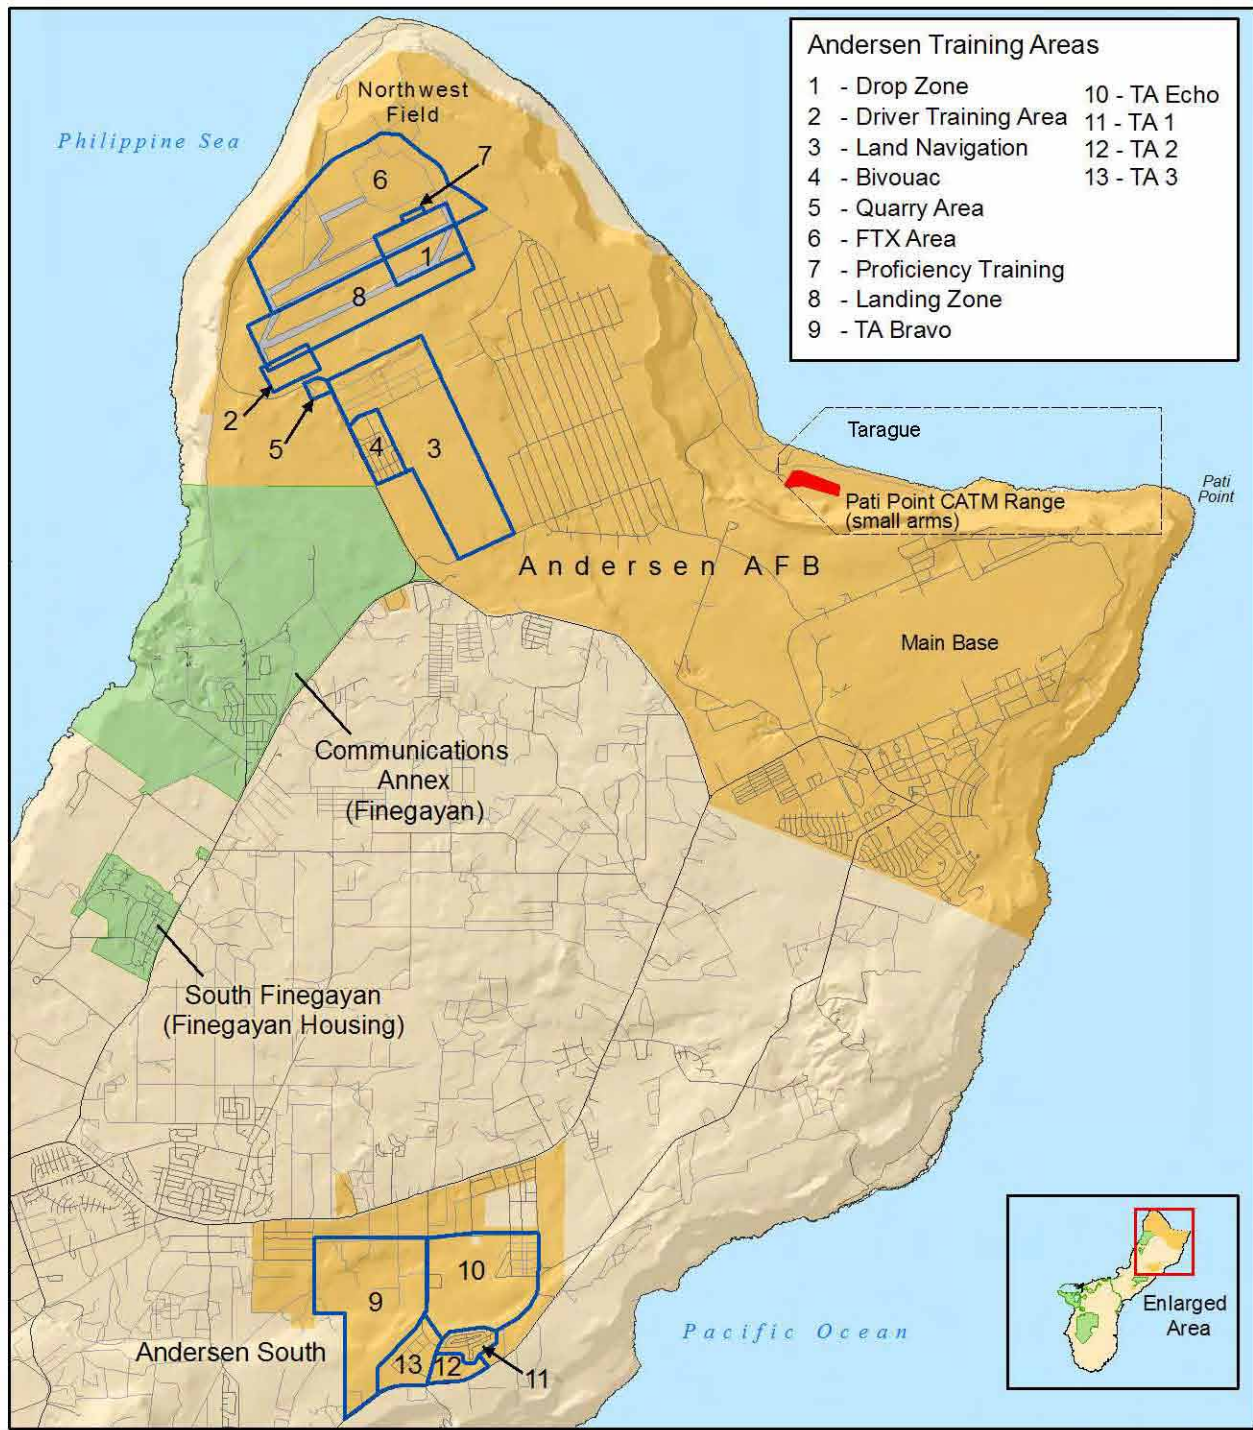 Andersen Training Areas
1 - Drop Zone
2 - Driver Training Area
3 - Land Navigation
4 - Bivouac
5 - Quarry Area
6 - FTX Area
7 - Proficiency Training
8 - Landing Zone
9 - TA Bravo
10 - TA Echo
11 - TA 1
12 - TA 2
13 - TA 3
Northwest
Field
Philippine Sea
7
6
1
8
2
5
4
3
Tarague
Pati Point CATM Range
(small arms)
Pati
Point
Andersen AFB
Main Base
Communications
Annex
(Finegayan)
South Finegayan
(Finegayan Housing)
10
9
Andersen South
13
12
11
Pacific Ocean
Enlarged
Area